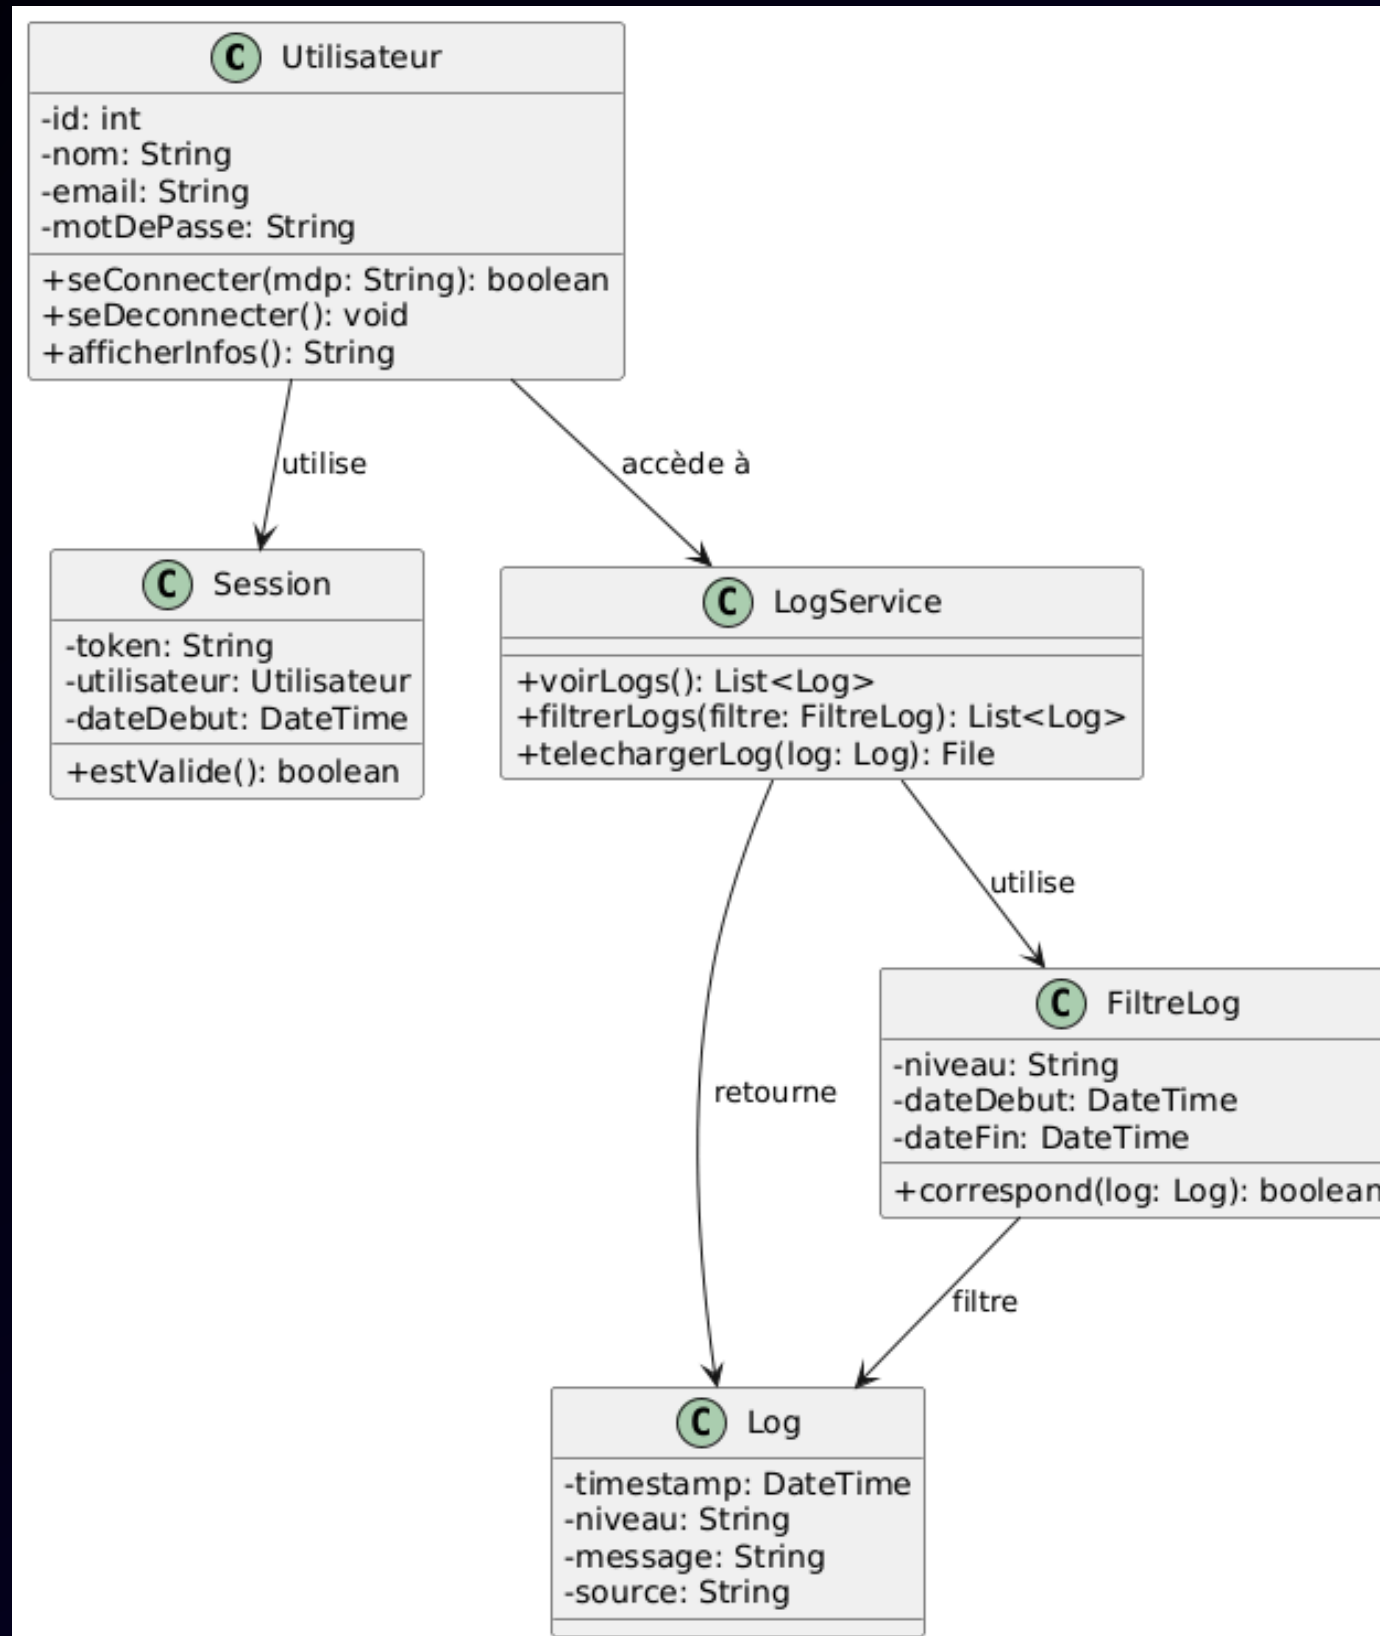 C Utilisateur
-id: int
-nom: String
-email: String
-motDePasse: String
+seConnecter(mdp: String): boolean
+seDeconnecter(): void
+afficherInfos(): String
utilise
accède à
C Session
-token: String
-utilisateur: Utilisateur
-dateDebut: DateTime
+estValide(): boolean
C LogService
+voirLogs(): List<Log>
+filtrerLogs(filtre: FiltreLog): List<Log>
+telechargerLog(log: Log): File
utilise
retourne
C FiltreLog
-niveau: String
-dateDebut: DateTime
-dateFin: DateTime
+correspond(log: Log): boolean
filtre
C Log
-timestamp: DateTime
-niveau: String
-message: String
-source: String